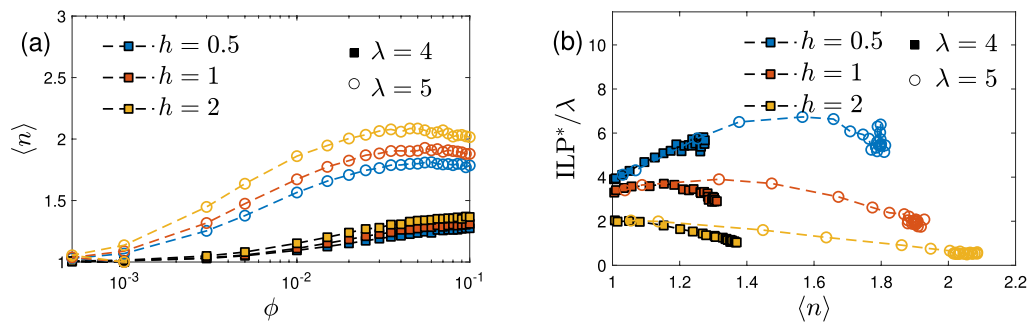 (a)
h = 0.5
h = 1
h = 2
λ = 4
λ = 5
3
2.5
2
1.5
1
⟨n⟩
10⁻³
10⁻²
10⁻¹
ϕ
(b)
h = 0.5
h = 1
h = 2
λ = 4
λ = 5
10
8
6
4
2
0
ILP*/λ
1
1.2
1.4
1.6
1.8
2
2.2
⟨n⟩